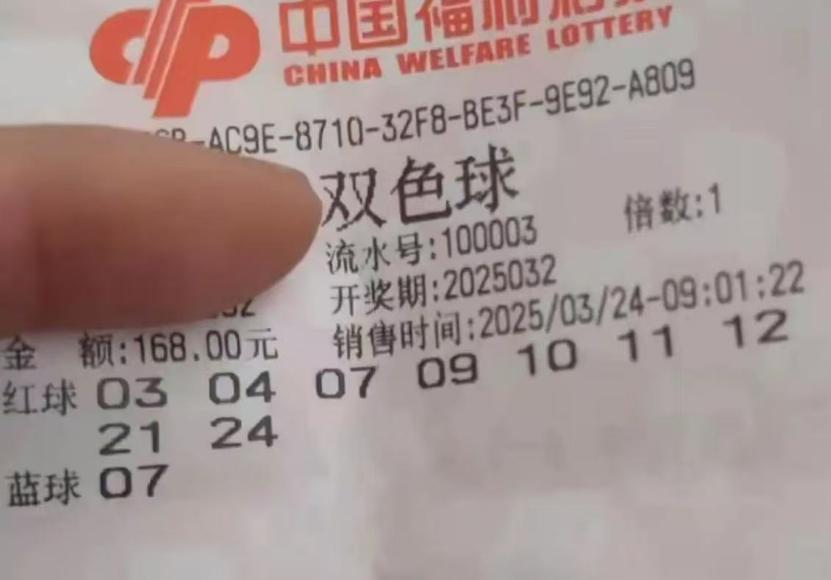 中国福利彩
CHINA WELFARE LOTTERY
-AC9E-8710-32F8-BE3F-9E92-A809
双色球
流水号:100003 倍数:1
开奖期:2025032
销售时间:2025/03/24-09:01:22
金 额:168.00元
红球 03 04 07 09 10 11 12
21 24
蓝球 07